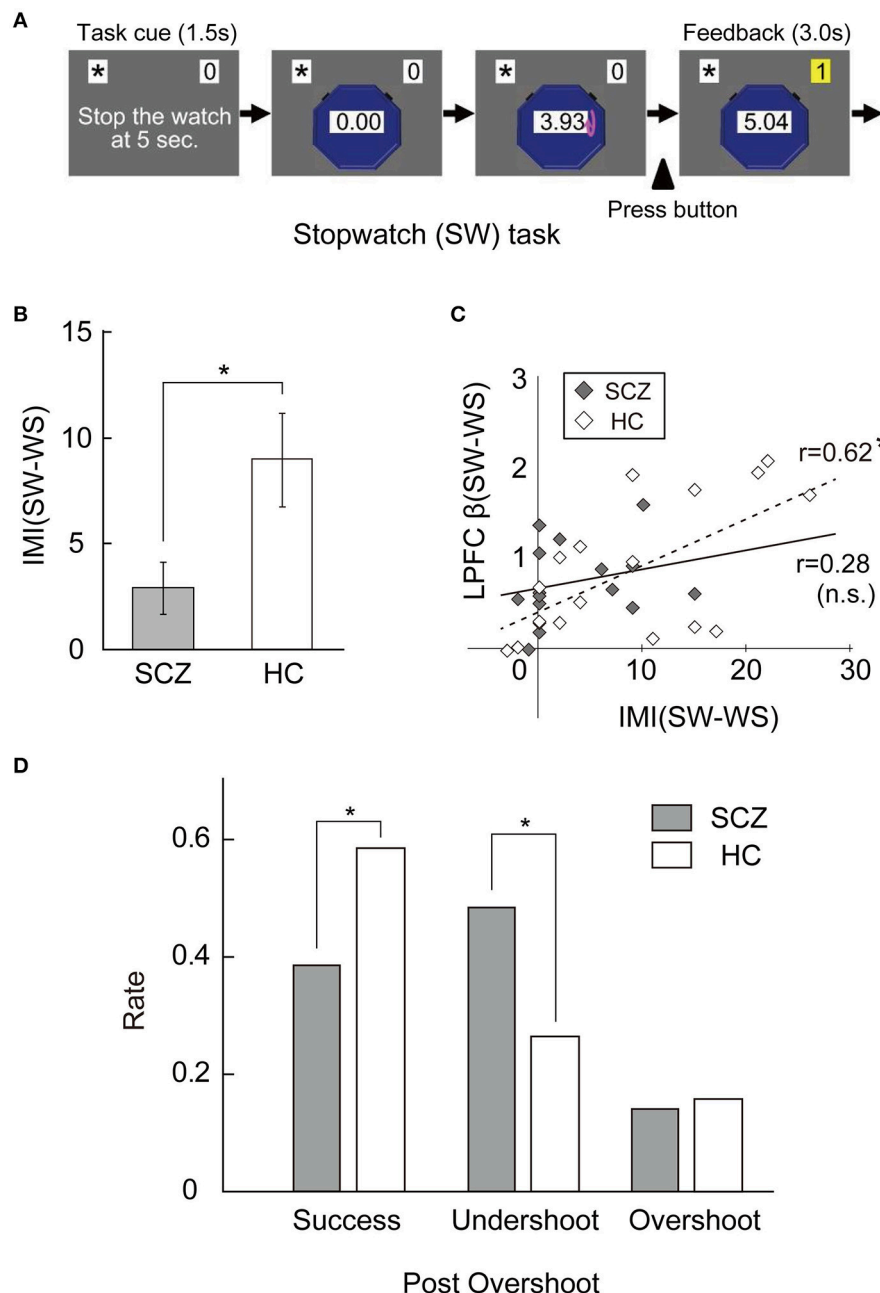 A
Task cue (1.5s)
Feedback (3.0s)
* 0
Stop the watch
at 5 sec.
* 0
0.00
* 0
3.93
* 1
5.04
Press button
Stopwatch (SW) task
B
IMI(SW-WS)
15
10
5
0
*
SCZ
HC
C
LPFC β(SW-WS)
3
2
1
SCZ
HC
r=0.62*
r=0.28
(n.s.)
0 10 20 30
IMI(SW-WS)
D
Rate
0.6
0.4
0.2
0
*
*
SCZ
HC
Success Undershoot Overshoot
Post Overshoot